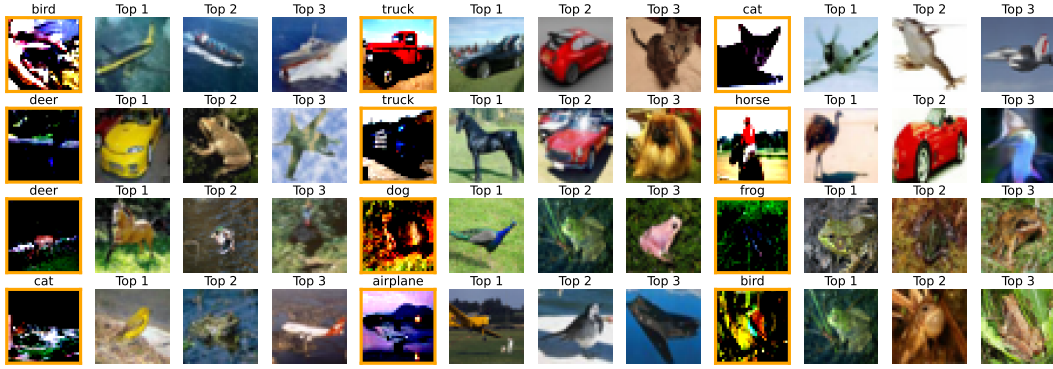 bird Top 1 Top 2 Top 3 truck Top 1 Top 2 Top 3 cat Top 1 Top 2 Top 3
deer Top 1 Top 2 Top 3 truck Top 1 Top 2 Top 3 horse Top 1 Top 2 Top 3
deer Top 1 Top 2 Top 3 dog Top 1 Top 2 Top 3 frog Top 1 Top 2 Top 3
cat Top 1 Top 2 Top 3 airplane Top 1 Top 2 Top 3 bird Top 1 Top 2 Top 3